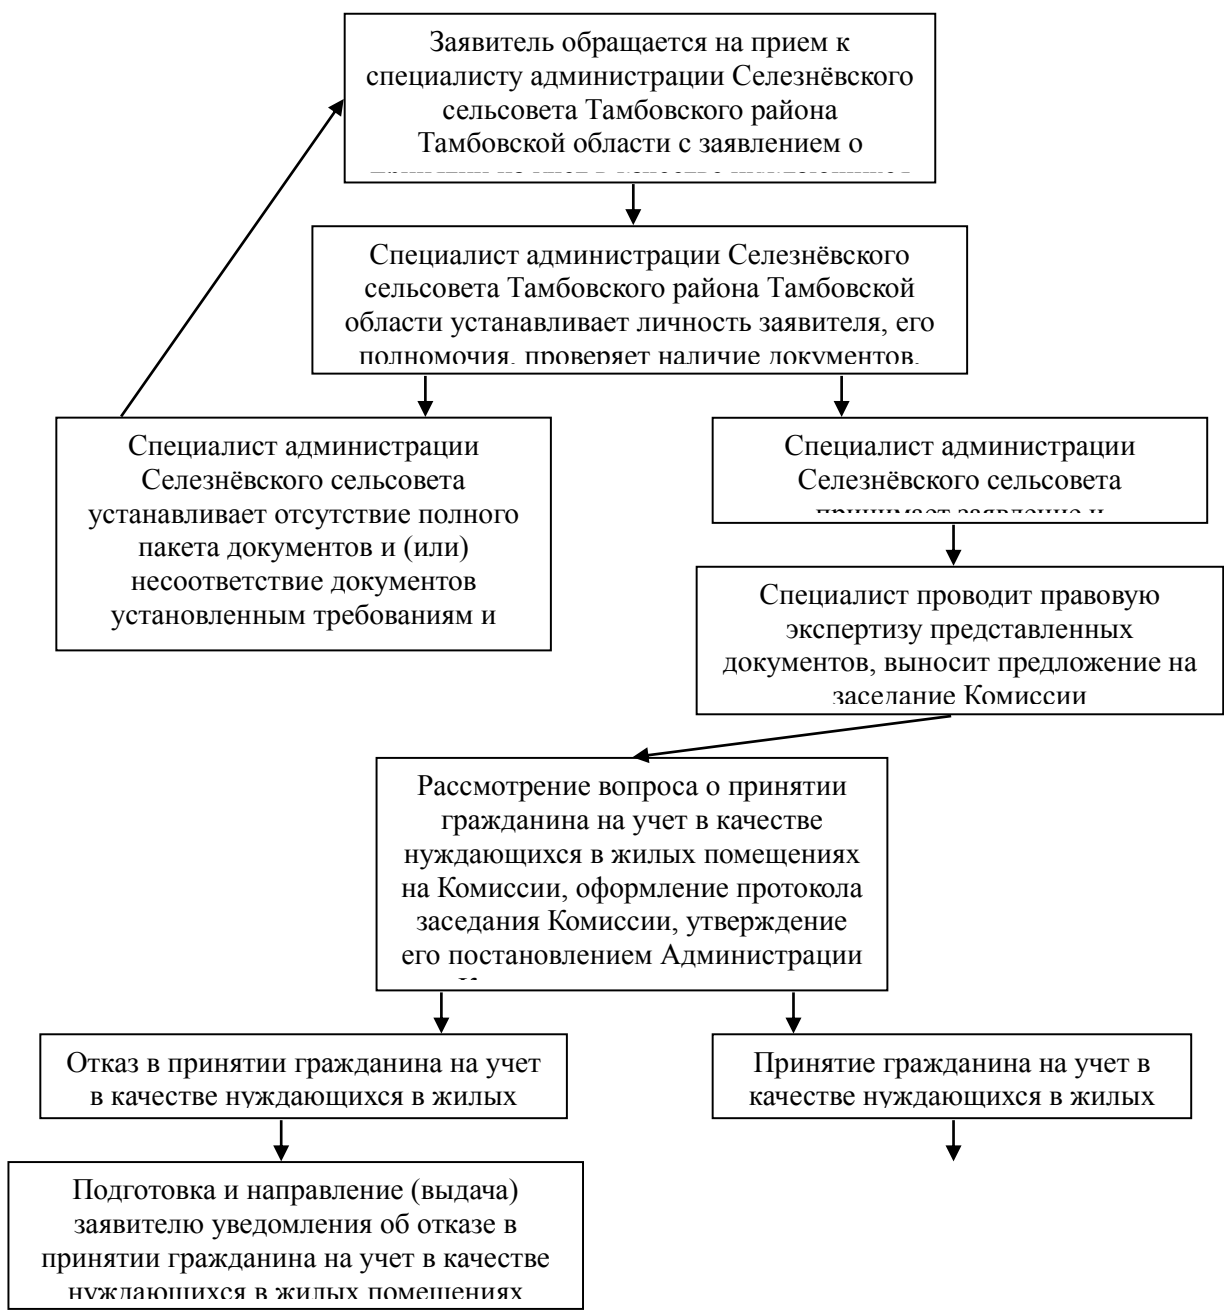 Заявитель обращается на прием к
специалисту администрации Селезнёвского
сельсовета Тамбовского района
Тамбовской области с заявлением о
Специалист администрации Селезнёвского
сельсовета Тамбовского района Тамбовской
области устанавливает личность заявителя, его
полномочия, проверяет наличие документов,
Специалист администрации
Селезнёвского сельсовета
устанавливает отсутствие полного
пакета документов и (или)
несоответствие документов
установленным требованиям и
Специалист администрации
Селезнёвского сельсовета
принимает заявление и
Специалист проводит правовую
экспертизу представленных
документов, выносит предложение на
заседание Комиссии
Рассмотрение вопроса о принятии
гражданина на учет в качестве
нуждающихся в жилых помещениях
на Комиссии, оформление протокола
заседания Комиссии, утверждение
его постановлением Администрации
Отказ в принятии гражданина на учет
в качестве нуждающихся в жилых
Принятие гражданина на учет в
качестве нуждающихся в жилых
Подготовка и направление (выдача)
заявителю уведомления об отказе в
принятии гражданина на учет в качестве
нуждающихся в жилых помещениях